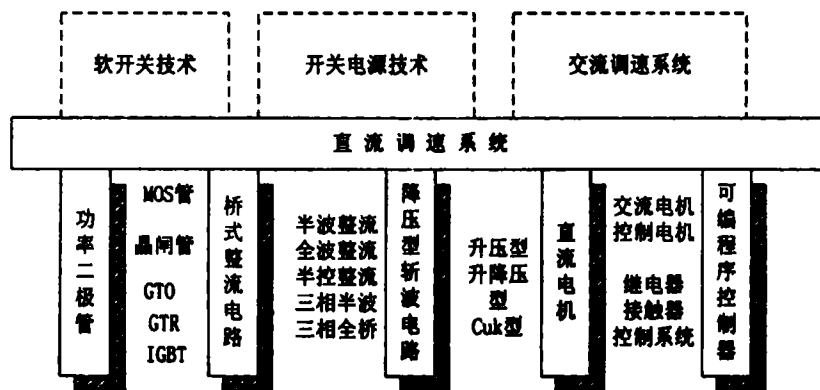 软开关技术
开关电源技术
交流调速系统
直流调速系统
功率二极管
MOS管
晶闸管
GTO
GTR
IGBT
桥式整流电路
半波整流
全波整流
半控整流
三相半波
三相全桥
降压型斩波电路
升压型
升降压
型
Cuk型
直流电机
交流电机
控制电机
继电器
接触器
控制系统
可编程序控制器